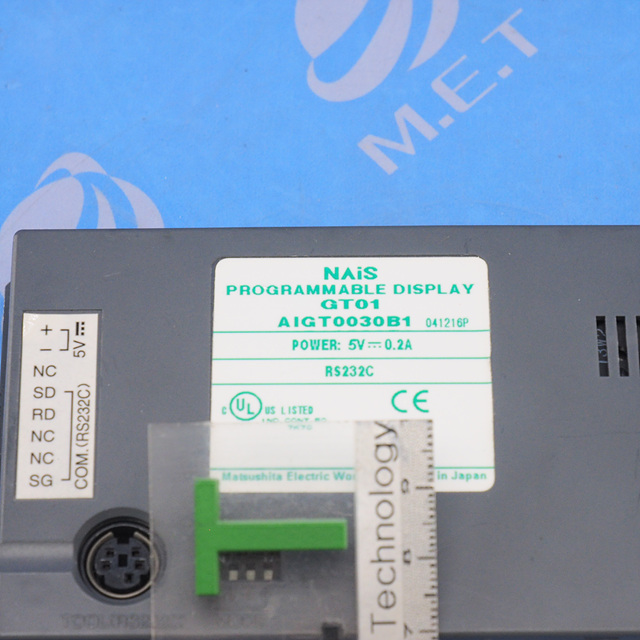 M.E.T
NAiS
PROGRAMMABLE DISPLAY
GT01
AIGT0030B1 041216P
POWER: 5V⎓0.2A
RS232C
C UL US LISTED
CE
Matsushita Electric Wo
in Japan
+
-
5V⎓
NC
SD
RD
NC
NC
SG
COM.(RS232C)
Technology